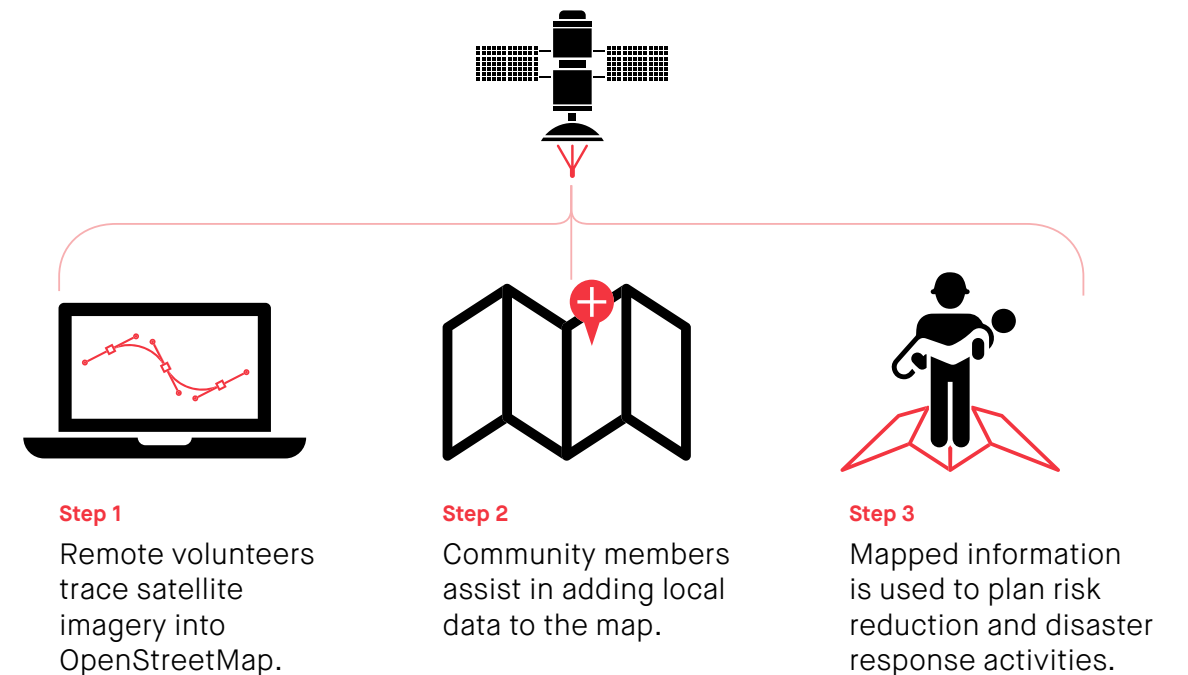 Step 1
Remote volunteers
trace satellite
imagery into
OpenStreetMap.
Step 2
Community members
assist in adding local
data to the map.
Step 3
Mapped information
is used to plan risk
reduction and disaster
response activities.